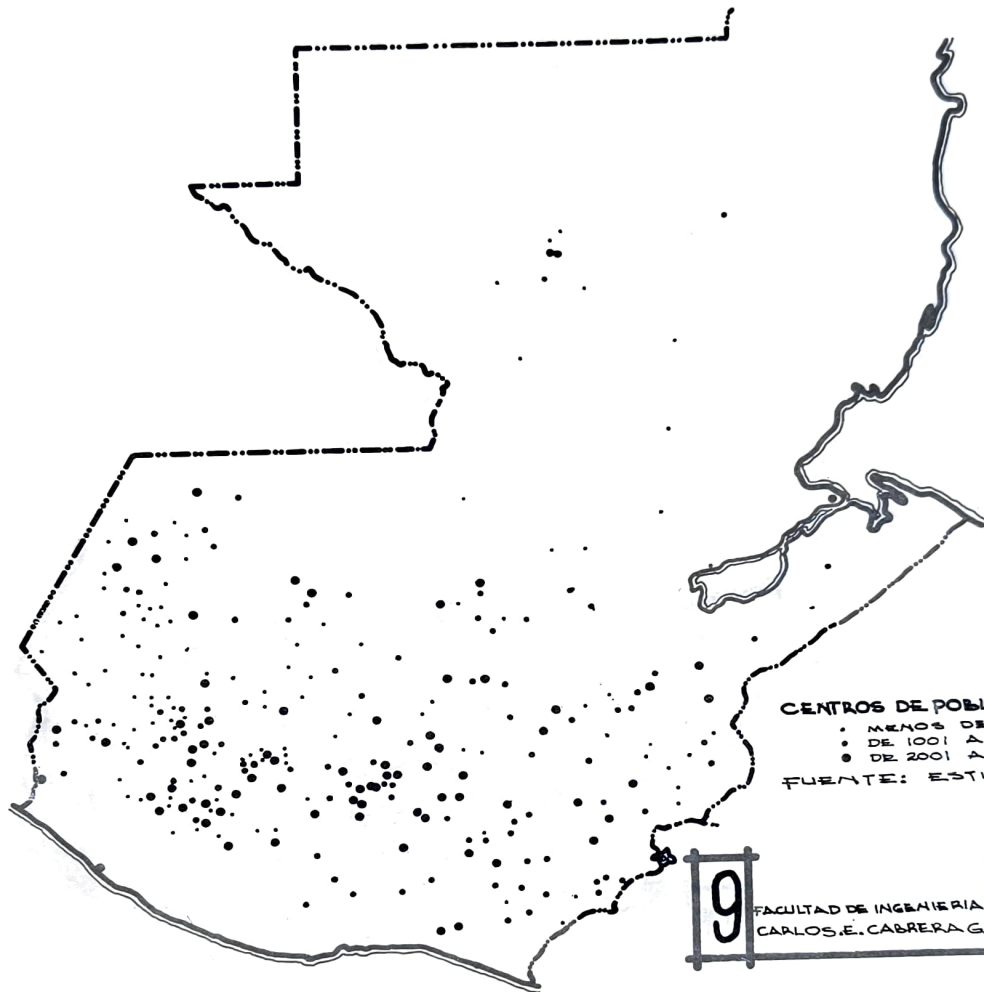 CENTROS DE POBL
• MENOS DE
• DE 1001 A
• DE 2001 A
FUENTE: ESTI
9
FACULTAD DE INGENIERIA
CARLOS.E.CABRERA G